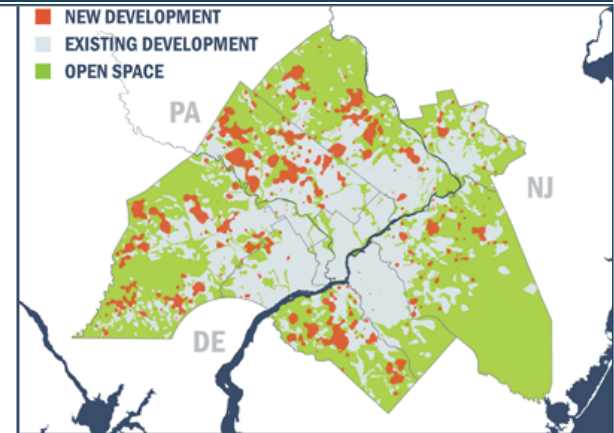 NEW DEVELOPMENT
EXISTING DEVELOPMENT
OPEN SPACE
PA
NJ
DE